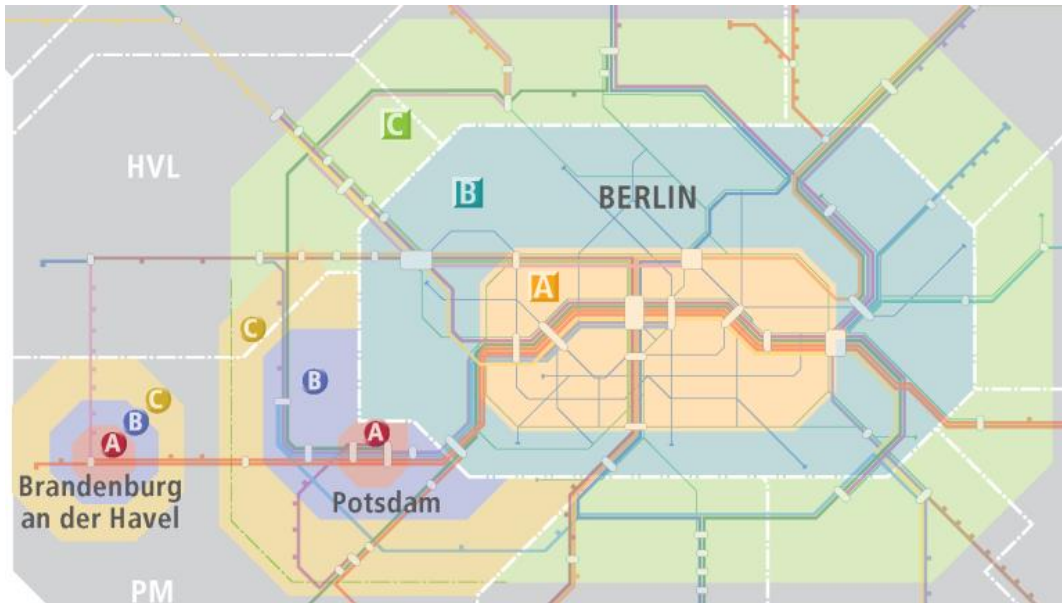 C
HVL
B
BERLIN
A
C
B
C
B
A
A
Brandenburg
an der Havel
Potsdam
PM